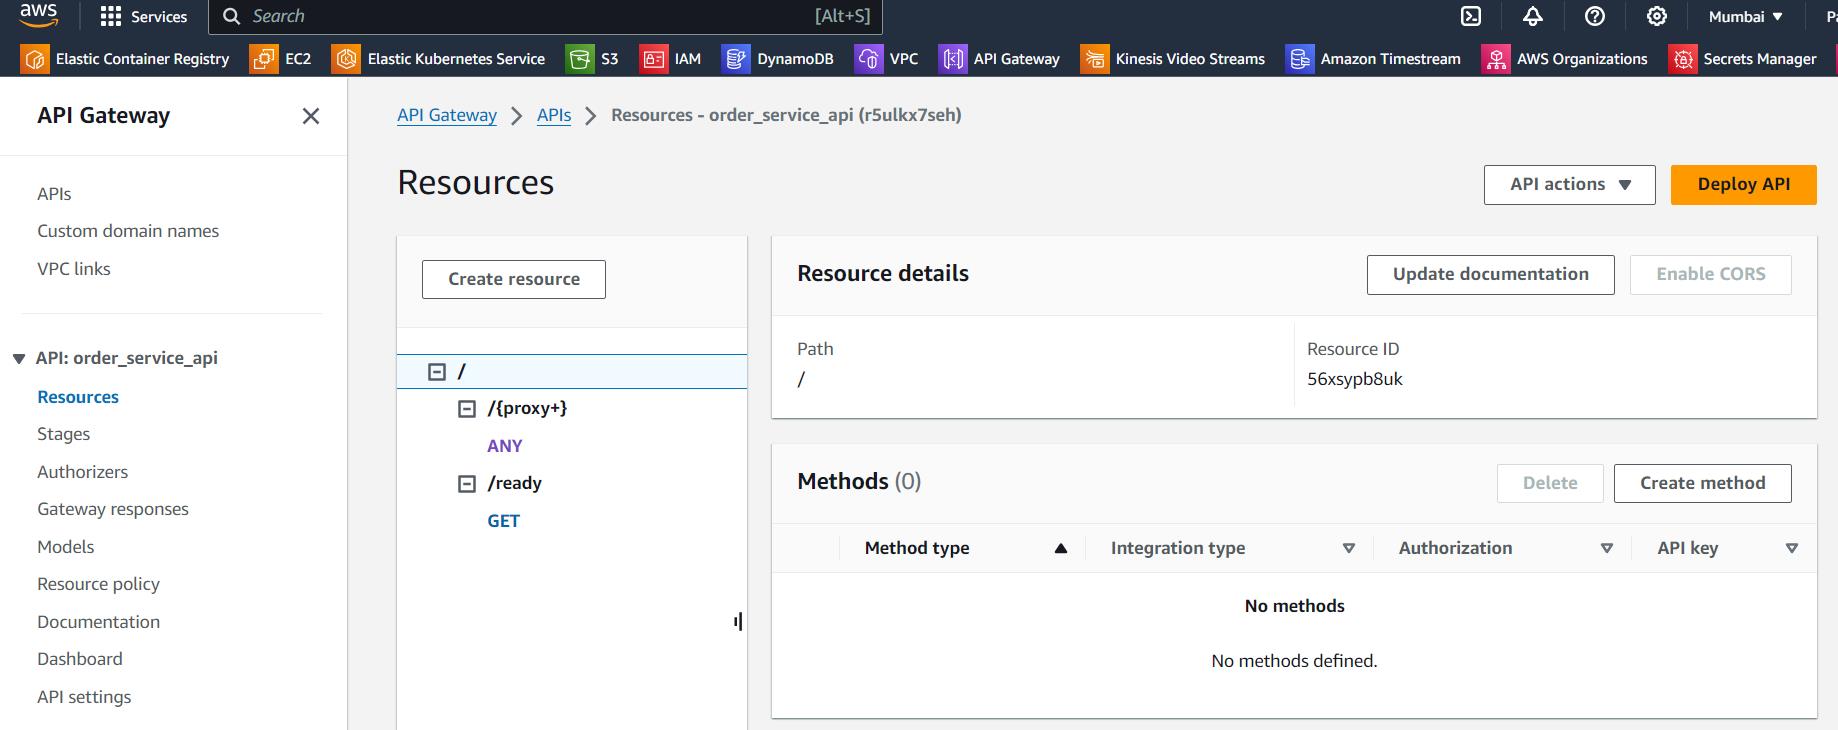 aws
Services
Search [Alt+S]
Mumbai ▼
Elastic Container Registry EC2 Elastic Kubernetes Service S3 IAM DynamoDB VPC API Gateway Kinesis Video Streams Amazon Timestream AWS Organizations Secrets Manager
API Gateway
APIs
Custom domain names
VPC links
API: order_service_api
Resources
Stages
Authorizers
Gateway responses
Models
Resource policy
Documentation
Dashboard
API settings
API Gateway > APIs > Resources - order_service_api (r5ulkx7seh)
Resources
API actions ▼ Deploy API
Create resource
/
/{proxy+}
ANY
/ready
GET
Resource details
Update documentation Enable CORS
Path
/
Resource ID
56xsypb8uk
Methods (0)
Delete Create method
Method type Integration type Authorization API key
No methods
No methods defined.